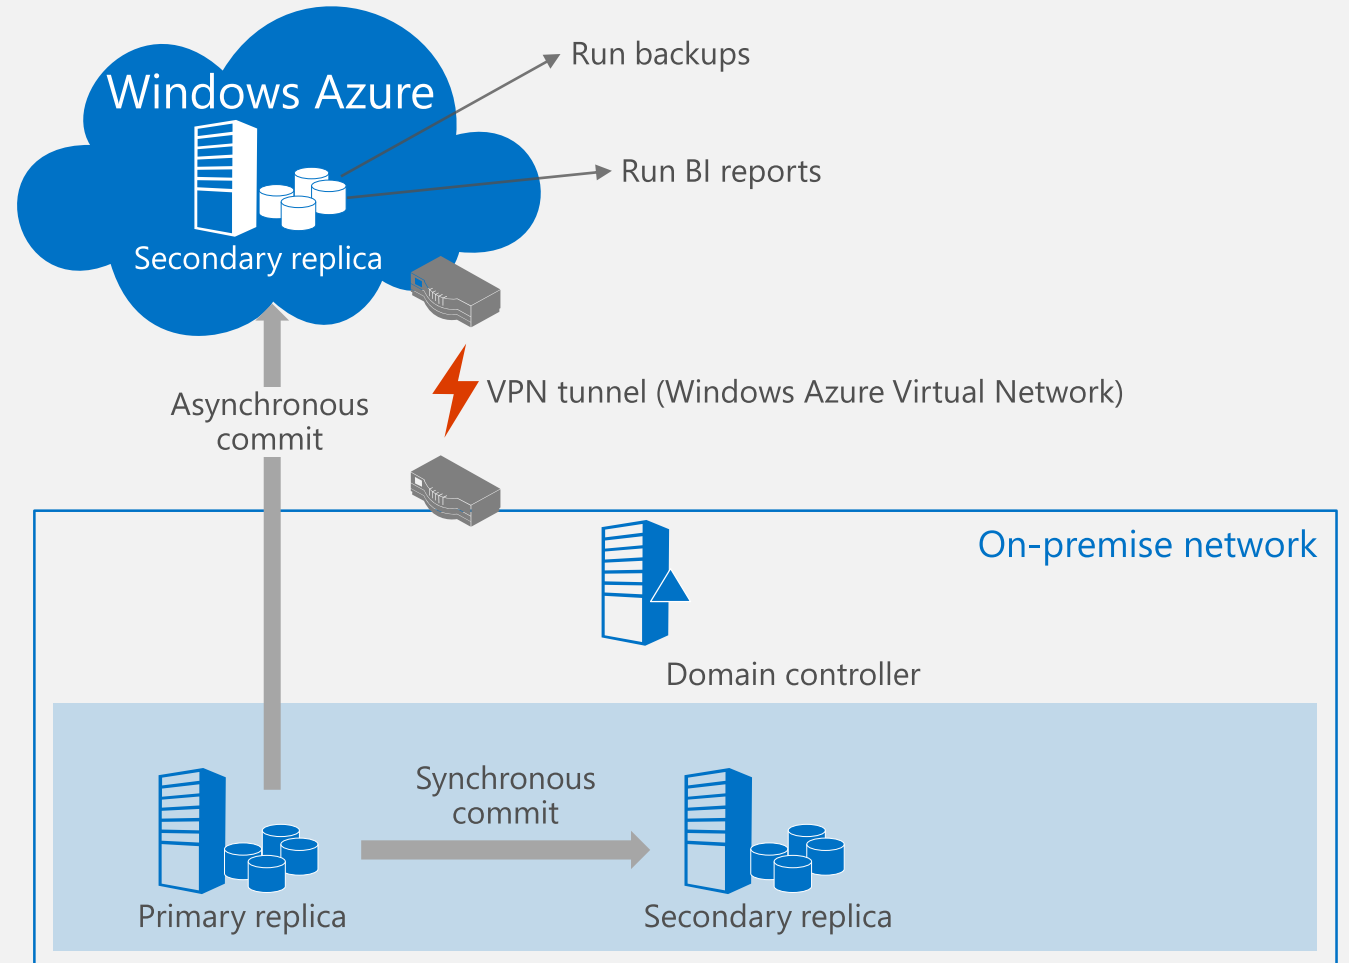 Run backups
Windows Azure
Run BI reports
Secondary replica
Asynchronous
commit
VPN tunnel (Windows Azure Virtual Network)
On-premise network
Domain controller
Synchronous
commit
Primary replica
Secondary replica